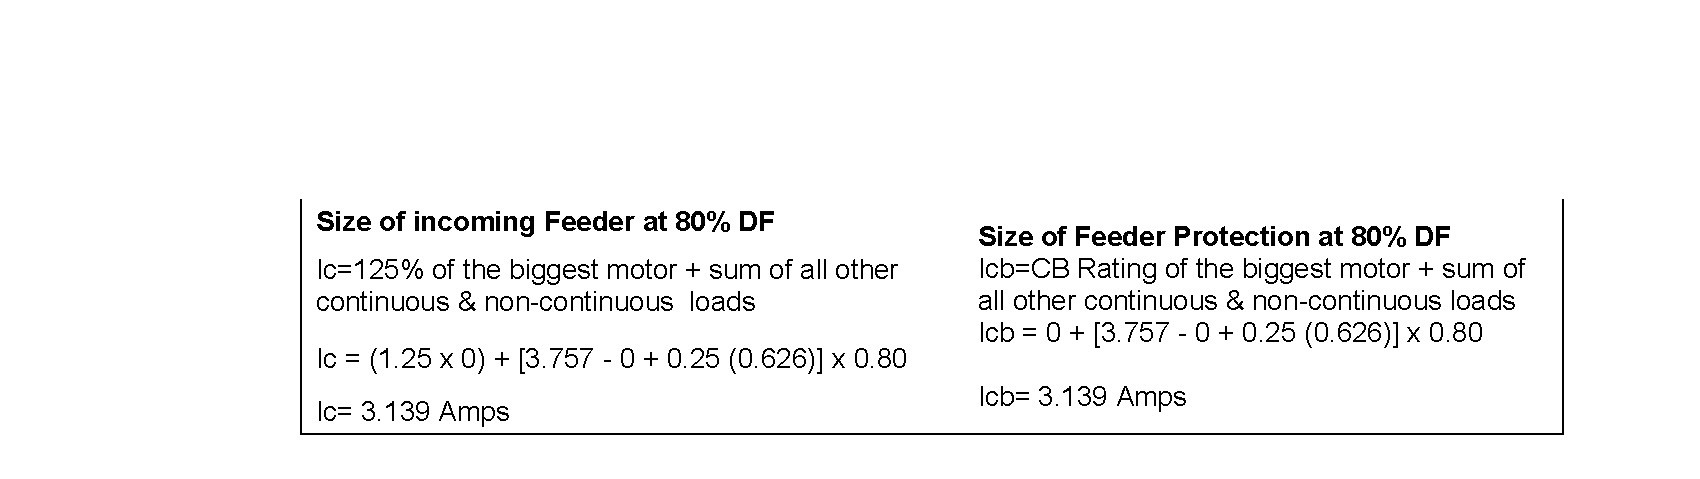 Size of incoming Feeder at 80% DF
Ic=125% of the biggest motor + sum of all other
continuous & non-continuous loads
Ic = (1.25 x 0) + [3.757 - 0 + 0.25 (0.626)] x 0.80
Ic= 3.139 Amps
Size of Feeder Protection at 80% DF
Icb=CB Rating of the biggest motor + sum of
all other continuous & non-continuous loads
Icb = 0 + [3.757 - 0 + 0.25 (0.626)] x 0.80
Icb= 3.139 Amps